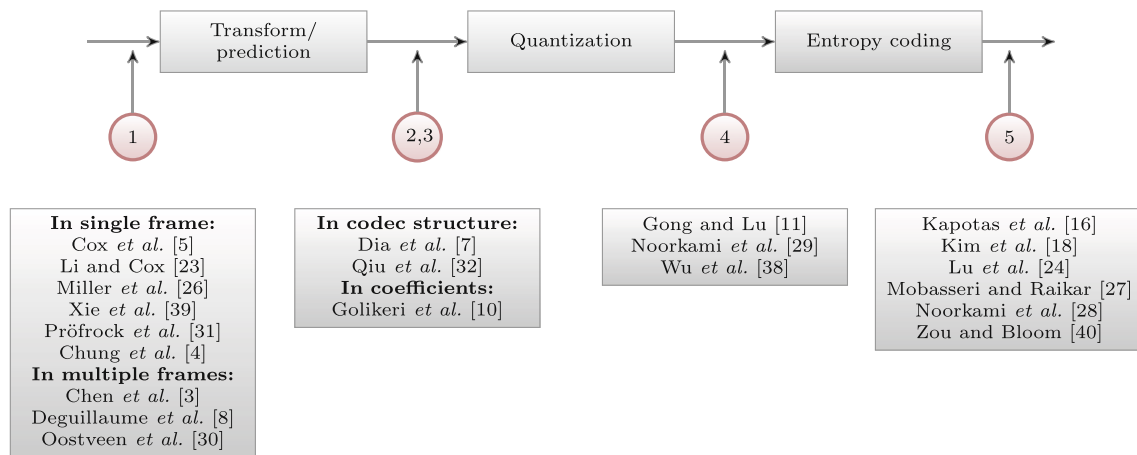 Transform/
prediction
Quantization
Entropy coding
1
2,3
4
5
In single frame:
Cox et al. [5]
Li and Cox [23]
Miller et al. [26]
Xie et al. [39]
Pröfrock et al. [31]
Chung et al. [4]
In multiple frames:
Chen et al. [3]
Deguillaume et al. [8]
Oostveen et al. [30]
In codec structure:
Dia et al. [7]
Qiu et al. [32]
In coefficients:
Golikeri et al. [10]
Gong and Lu [11]
Noorkami et al. [29]
Wu et al. [38]
Kapotas et al. [16]
Kim et al. [18]
Lu et al. [24]
Mobasseri and Raikar [27]
Noorkami et al. [28]
Zou and Bloom [40]